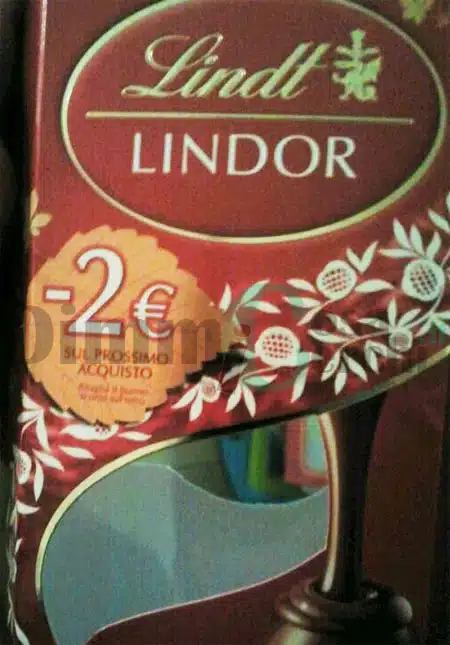 Lindt
LINDOR
-2€
SUL PROSSIMO
ACQUISTO